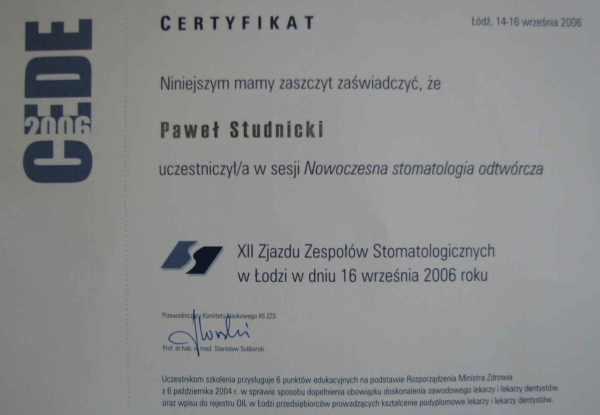 CERTYFIKAT
Łódź, 14-16 września 2006
CEDE
2006
Niniejszym mamy zaszczyt zaświadczyć, że
Paweł Studnicki
uczestniczył/a w sesji Nowoczesna stomatologia odtwórcza
XII Zjazdu Zespołów Stomatologicznych
w Łodzi w dniu 16 września 2006 roku
Przewodniczący Komitetu Naukowego XII ZZS
Prof. dr hab. n. med. Stanisław Suliborski
Uczestnikom szkolenia przysługuje 6 punktów edukacyjnych na podstawie Rozporządzenia Ministra Zdrowia
z 6 października 2004 r. w sprawie sposobu dopełnienia obowiązku doskonalenia zawodowego lekarzy i lekarzy dentystów.
oraz wpisu do rejestru OIL w Łodzi przedsiębiorców prowadzących kształcenie podyplomowe lekarzy i lekarzy dentystów.